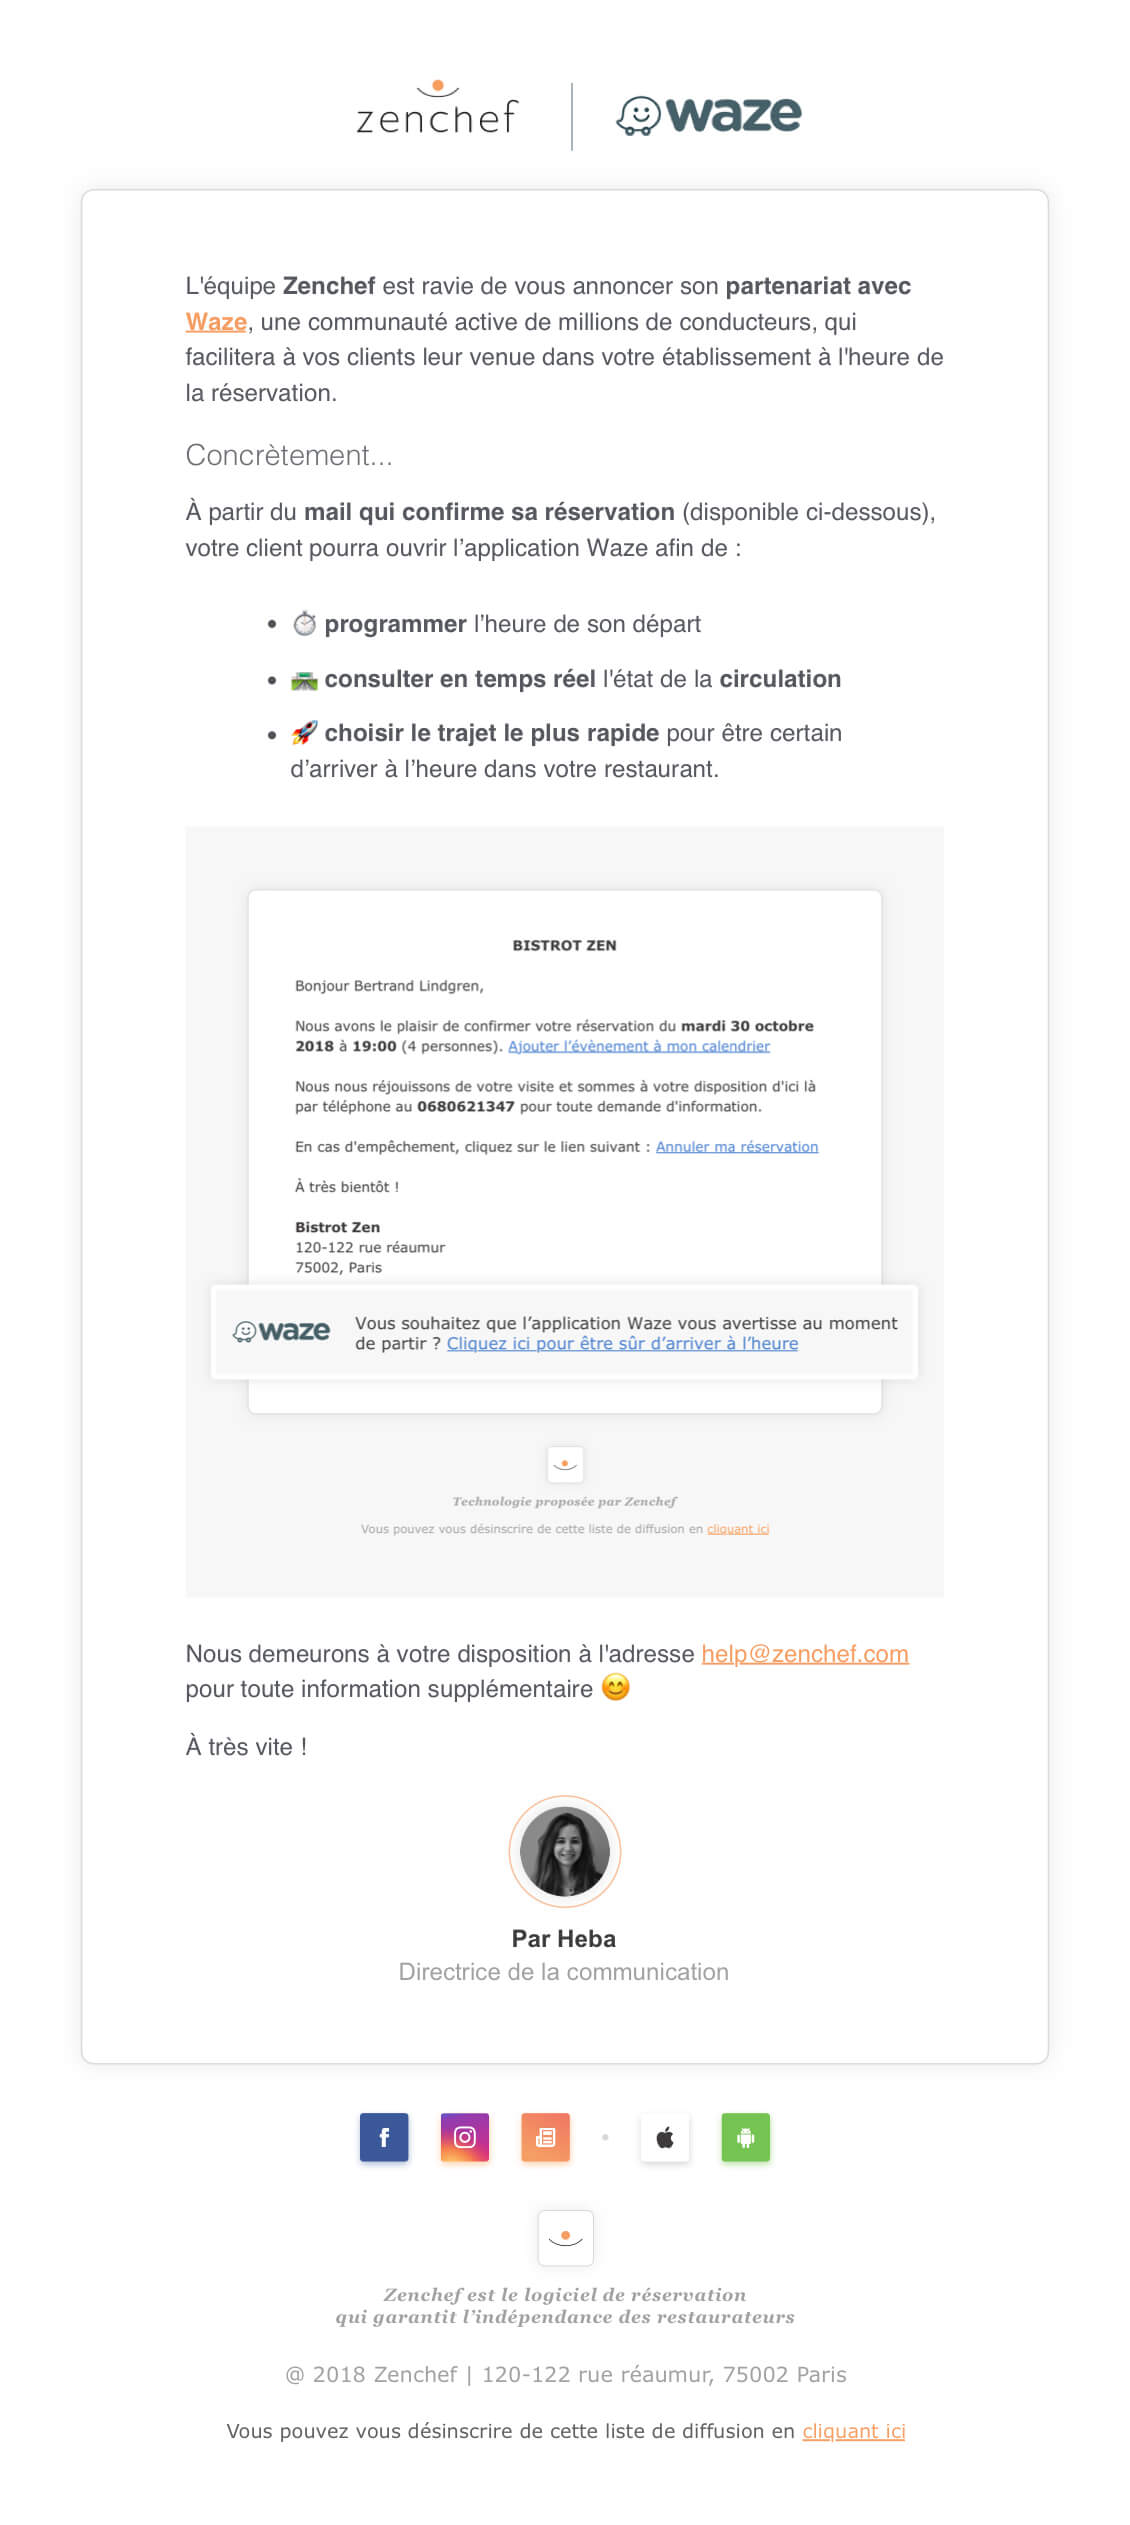 zenchef
waze
L'équipe Zenchef est ravie de vous annoncer son partenariat avec
Waze, une communauté active de millions de conducteurs, qui
facilitera à vos clients leur venue dans votre établissement à l'heure de
la réservation.
Concrètement...
À partir du mail qui confirme sa réservation (disponible ci-dessous),
votre client pourra ouvrir l’application Waze afin de :
• ⏱ programmer l’heure de son départ
• 🛣 consulter en temps réel l'état de la circulation
• 🚀 choisir le trajet le plus rapide pour être certain
d’arriver à l’heure dans votre restaurant.
BISTROT ZEN
Bonjour Bertrand Lindgren,
Nous avons le plaisir de confirmer votre réservation du mardi 30 octobre
2018 à 19:00 (4 personnes). Ajouter l’évènement à mon calendrier
Nous nous réjouissons de votre visite et sommes à votre disposition d'ici là
par téléphone au 0680621347 pour toute demande d'information.
En cas d'empêchement, cliquez sur le lien suivant : Annuler ma réservation
À très bientôt !
Bistrot Zen
120-122 rue réaumur
75002, Paris
waze
Vous souhaitez que l’application Waze vous avertisse au moment
de partir ? Cliquez ici pour être sûr d’arriver à l’heure
Technologie proposée par Zenchef
Vous pouvez vous désinscrire de cette liste de diffusion en cliquant ici
Nous demeurons à votre disposition à l'adresse help@zenchef.com
pour toute information supplémentaire 😊
À très vite !
Par Heba
Directrice de la communication
Zenchef est le logiciel de réservation
qui garantit l’indépendance des restaurateurs
@ 2018 Zenchef | 120-122 rue réaumur, 75002 Paris
Vous pouvez vous désinscrire de cette liste de diffusion en cliquant ici